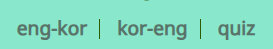 eng-kor | kor-eng | quiz